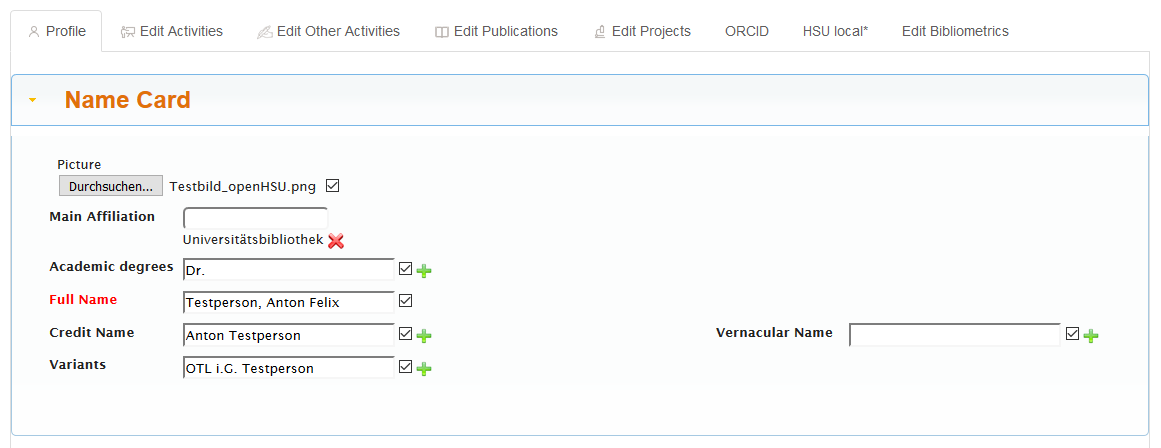 Profile Edit Activities Edit Other Activities Edit Publications Edit Projects ORCID HSU local* Edit Bibliometrics
Name Card
Picture
Durchsuchen... Testbild_openHSU.png
Main Affiliation
Universitätsbibliothek
Academic degrees Dr.
Full Name Testperson, Anton Felix
Credit Name Anton Testperson Vernacular Name
Variants OTL i.G. Testperson